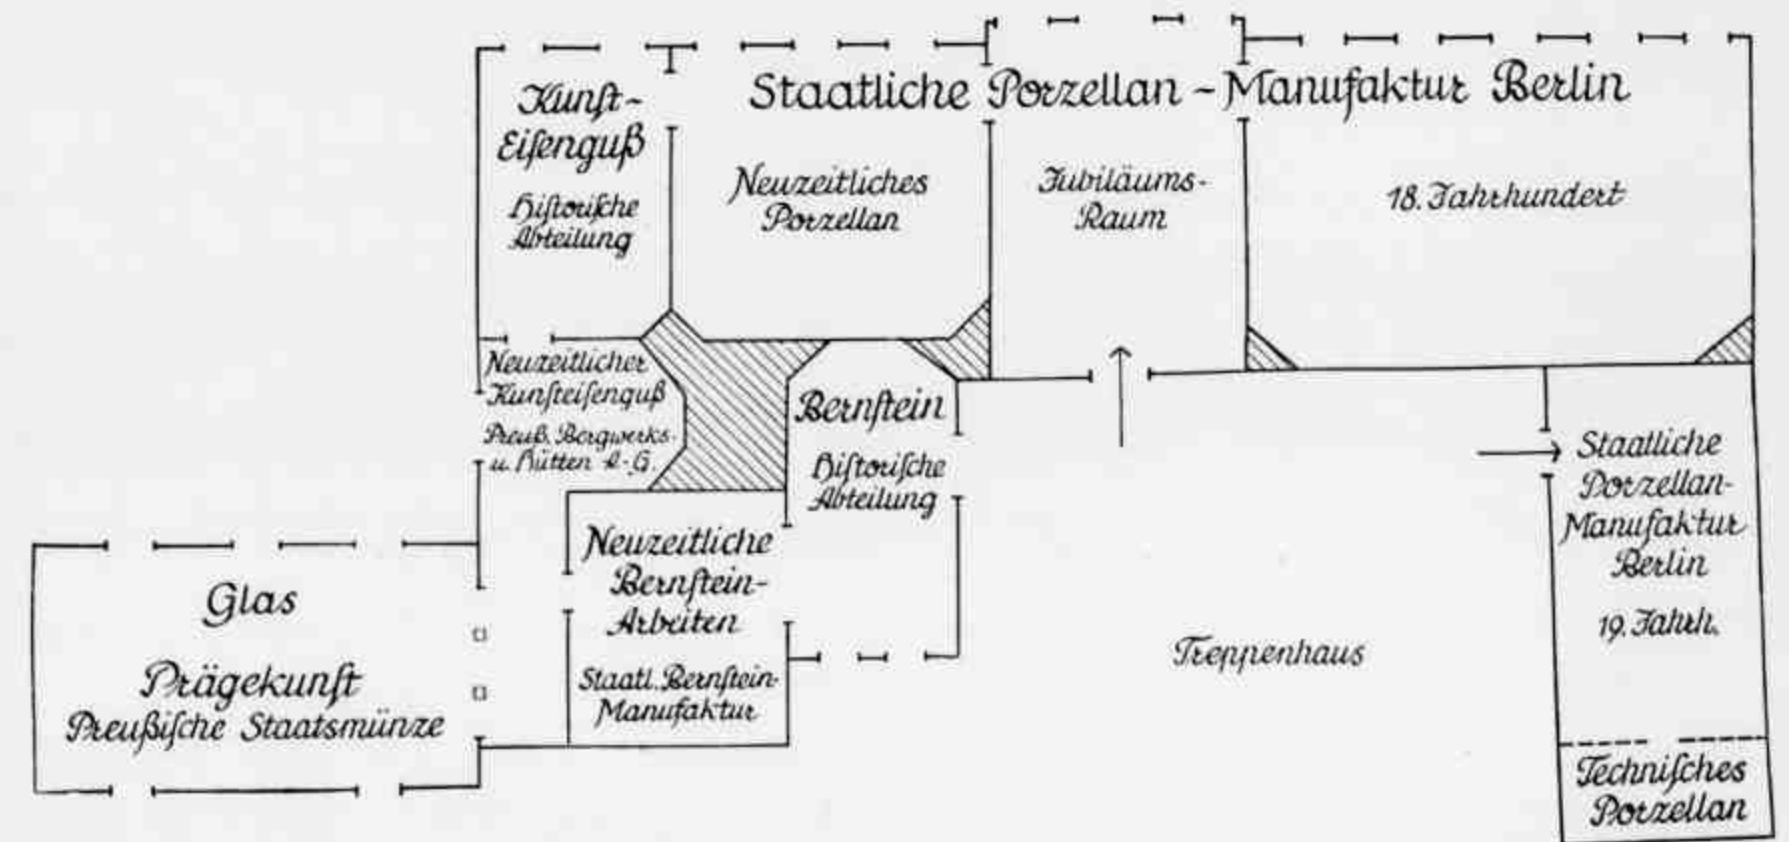 Kunſt-
Eiſenguß
Hiſtoriſche
Abteilung
Staatliche Porzellan-Manufaktur Berlin
Neuzeitliches
Porzellan
Jubiläums-
Raum
18. Jahrhundert
Neuzeitlicher
Kunſteiſenguß
Preuß. Bergwerks-
u. Hütten A-G.
Bernſtein
Hiſtoriſche
Abteilung
Neuzeitliche
Bernſtein-
Arbeiten
Staatl. Bernſtein-
Manufaktur
Glas
Prägekunſt
Preußiſche Staatsmünze
Treppenhaus
Staatliche
Porzellan-
Manufaktur
Berlin
19. Jahrh.
Techniſches
Porzellan